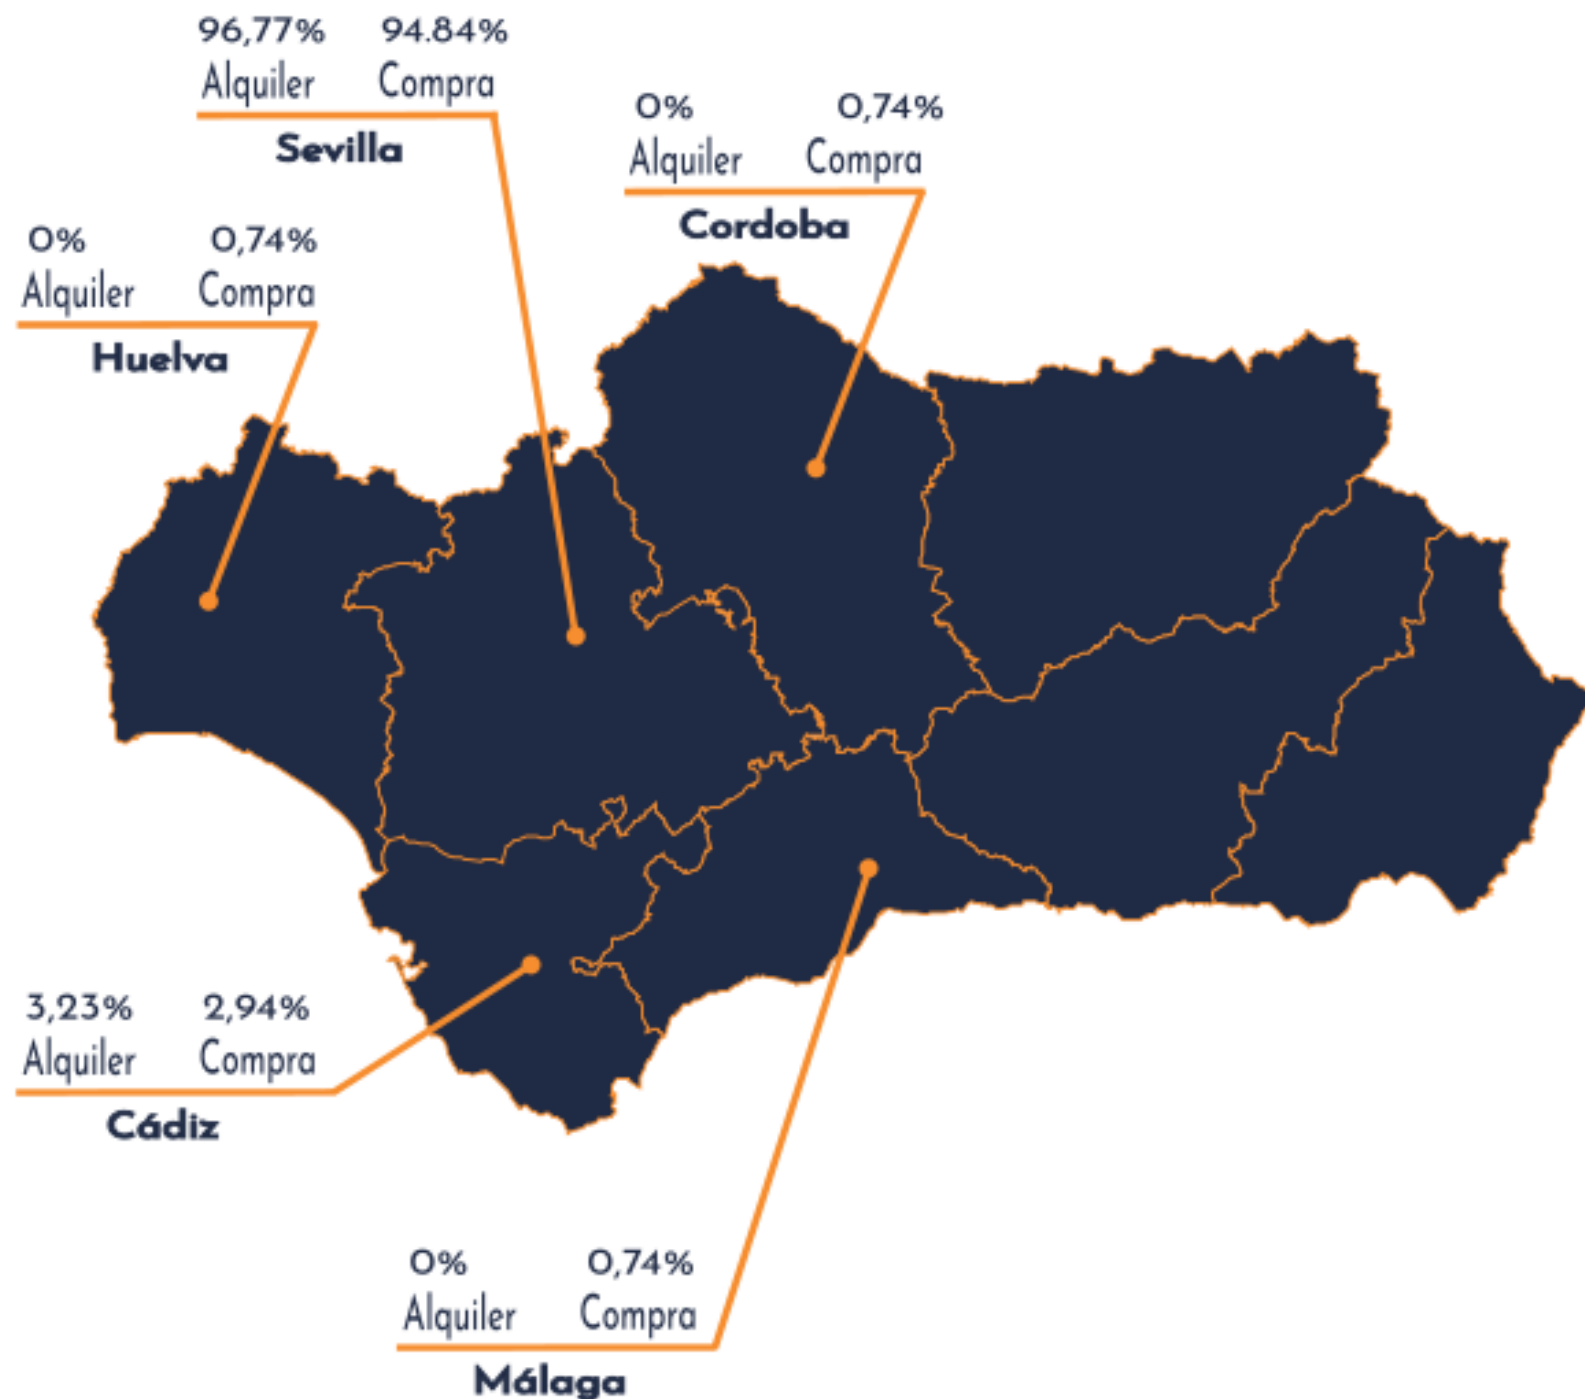 96,77% 94.84%
Alquiler Compra
Sevilla
0% 0,74%
Alquiler Compra
Cordoba
0% 0,74%
Alquiler Compra
Huelva
3,23% 2,94%
Alquiler Compra
Cádiz
0% 0,74%
Alquiler Compra
Málaga